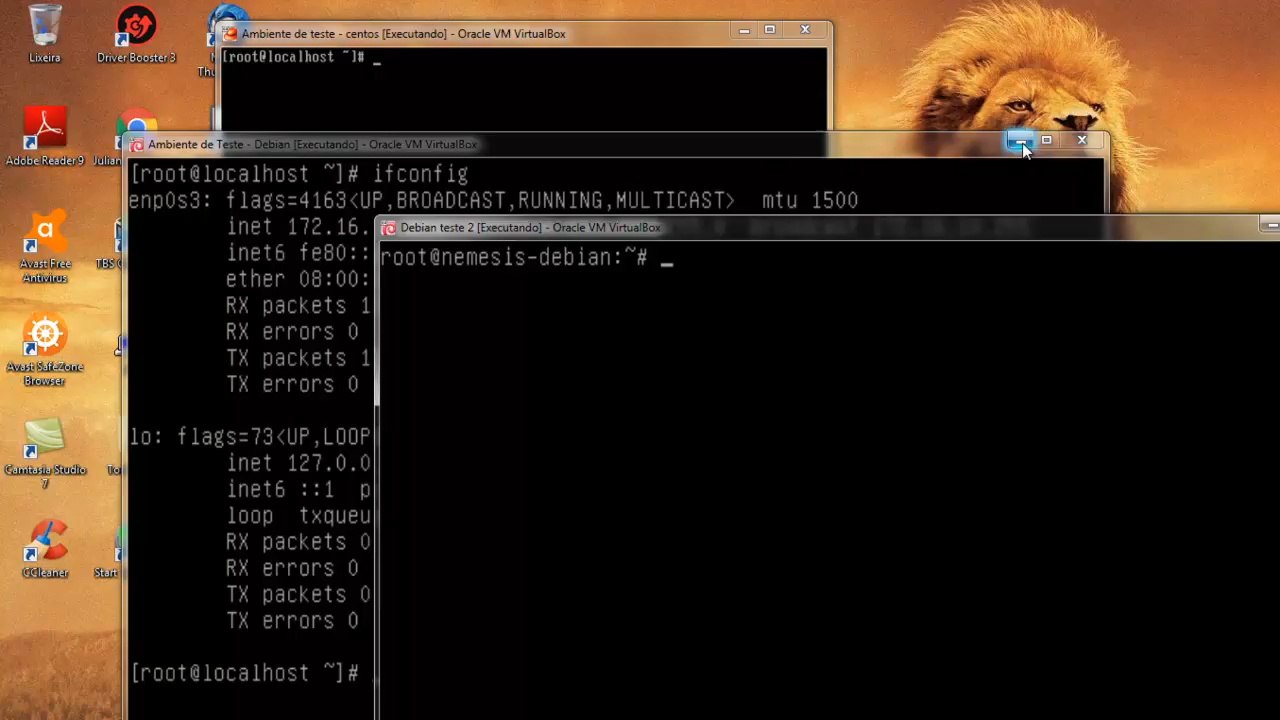 Lixeira
Driver Booster 3
Thu
Adobe Reader 9
Julian
Avast Free
Antivirus
TBS C
Avast SafeZone
Browser
Camtasia Studio
7
Tor
CCleaner
Start
Ambiente de teste - centos [Executando] - Oracle VM VirtualBox
[root@localhost ~]# _
Ambiente de Teste - Debian [Executando] - Oracle VM VirtualBox
[root@localhost ~]# ifconfig
enp0s3: flags=4163<UP,BROADCAST,RUNNING,MULTICAST> mtu 1500
inet 172.16.
inet6 fe80::
ether 08:00:
RX packets 1
RX errors 0
TX packets 1
TX errors 0
lo: flags=73<UP,LOOP
inet 127.0.0
inet6 ::1 p
loop txqueu
RX packets 0
RX errors 0
TX packets 0
TX errors 0
[root@localhost ~]#
Debian teste 2 [Executando] - Oracle VM VirtualBox
root@nemesis-debian:~# _